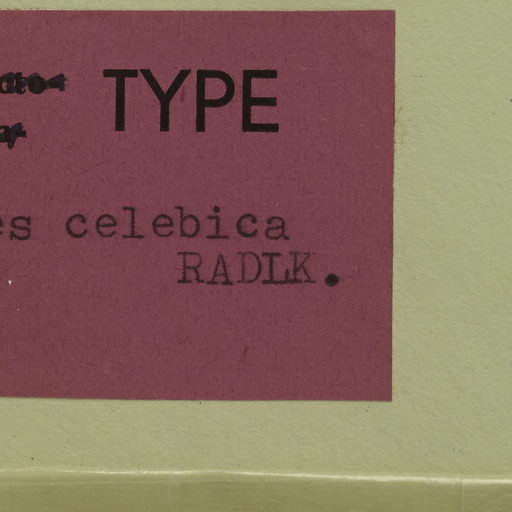 TYPE
es celebica
RADLK.